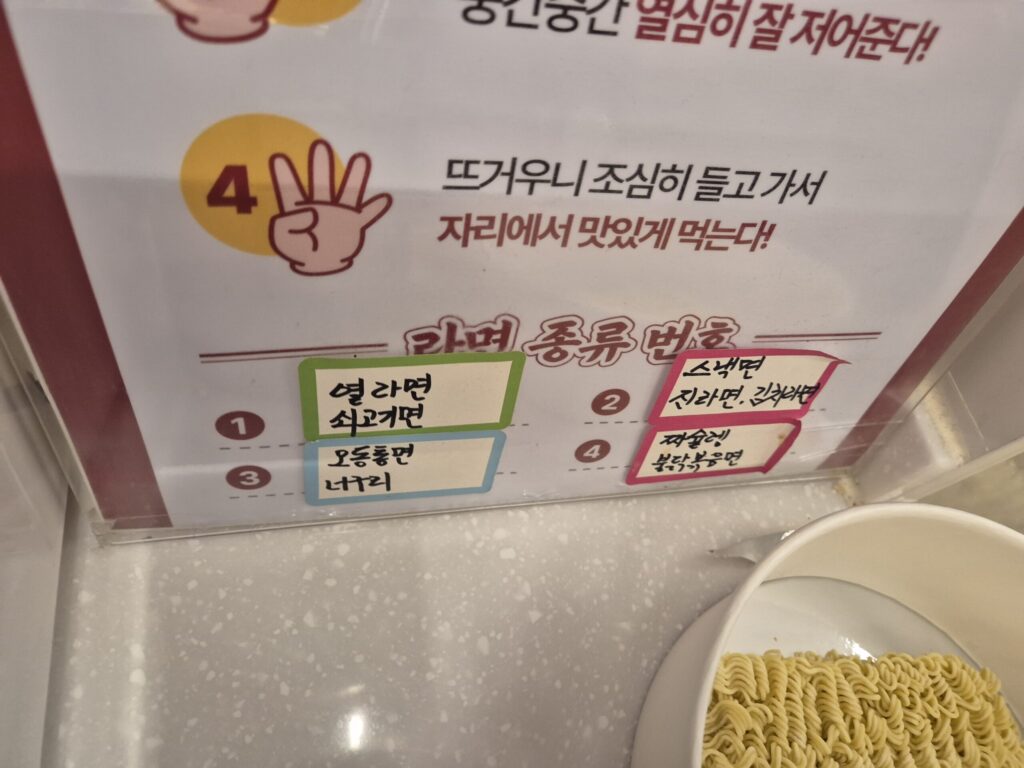 중간중간 열심히 잘 저어준다!
4
뜨거우니 조심히 들고 가서
자리에서 맛있게 먹는다!
라면 종류 번호
1
열라면
쇠고기면
2
스낵면
진라면, 김치라면
3
오동통면
너구리
4
짜슐렝
불닭볶음면